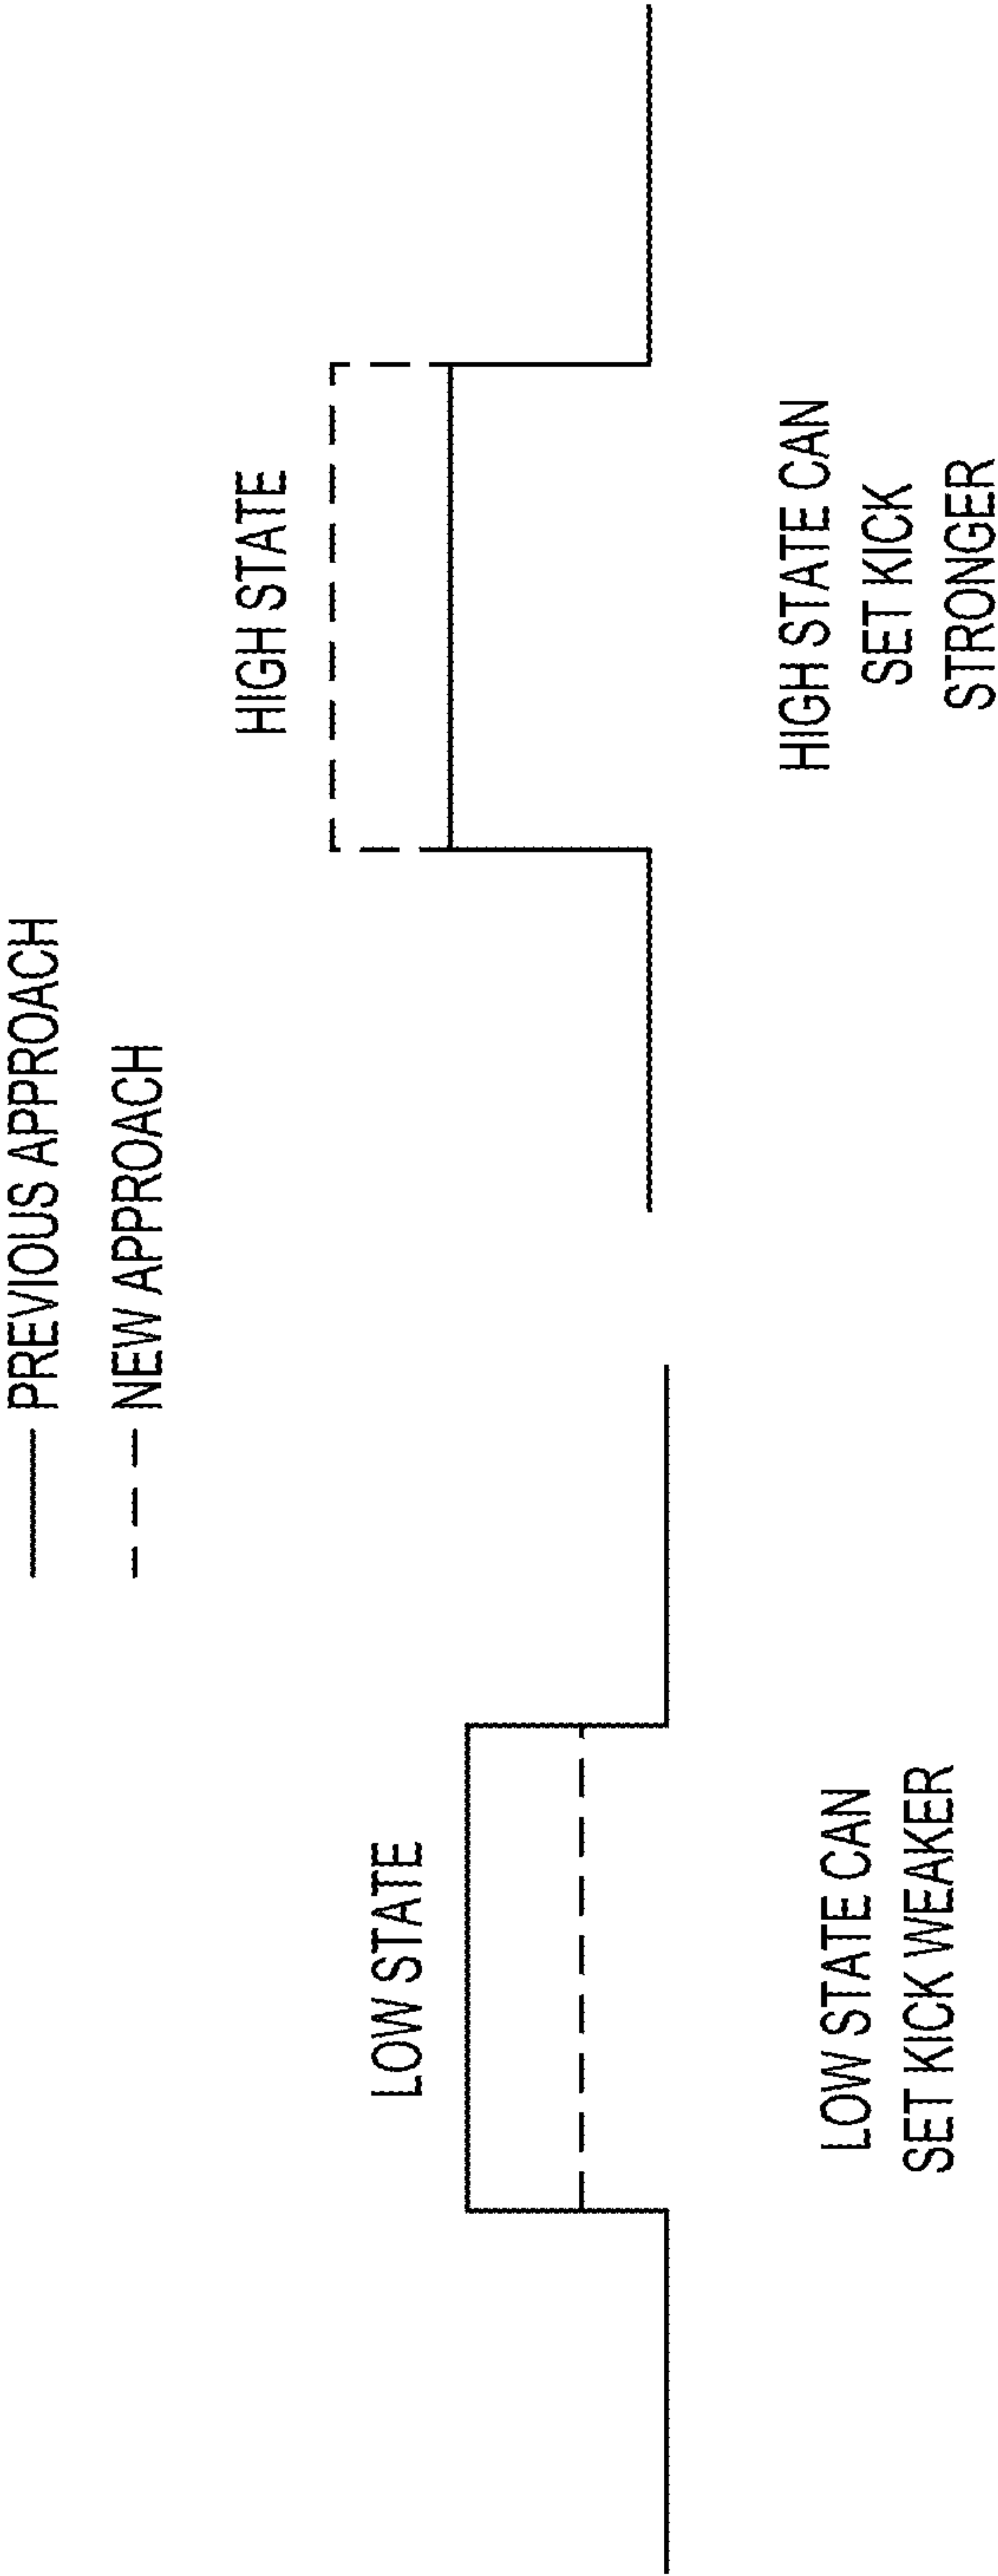 PREVIOUS APPROACH
NEW APPROACH
LOW STATE
LOW STATE CAN
SET KICK WEAKER
HIGH STATE
HIGH STATE CAN
SET KICK
STRONGER